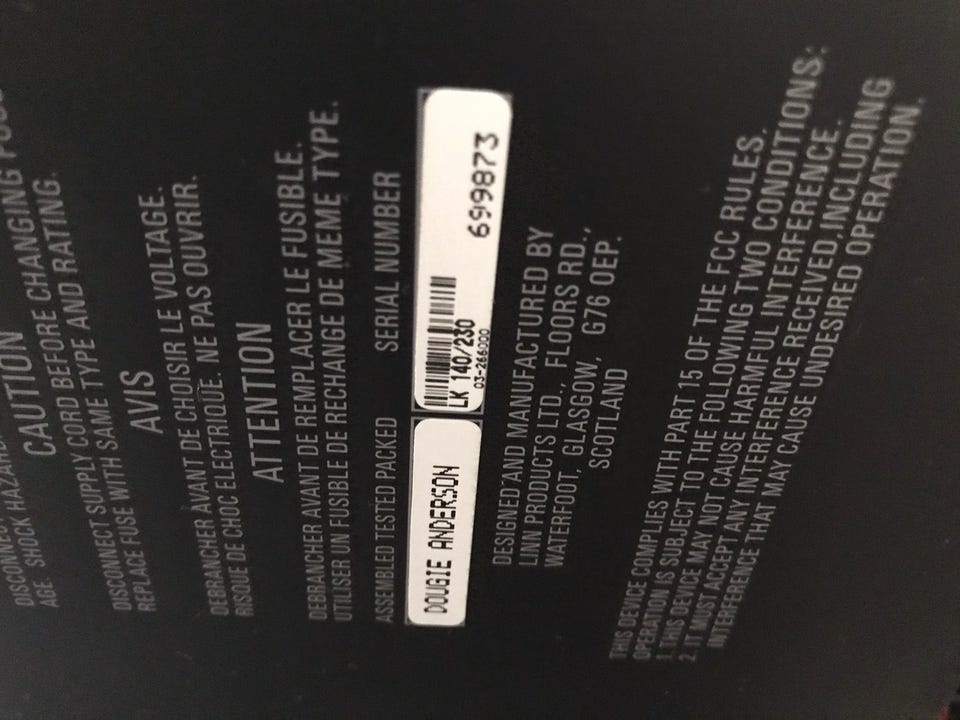 DISCONNECT
AGE. SHOCK HAZARD.
CAUTION
DISCONNECT SUPPLY CORD BEFORE CHANGING
REPLACE FUSE WITH SAME TYPE AND RATING.
AVIS
DEBRANCHER AVANT DE CHOISIR LE VOLTAGE.
RISQUE DE CHOC ELECTRIQUE. NE PAS OUVRIR.
ATTENTION
DEBRANCHER AVANT DE REMPLACER LE FUSIBLE.
UTILISER UN FUSIBLE DE RECHANGE DE MEME TYPE.
ASSEMBLED TESTED PACKED SERIAL NUMBER
DOUGIE ANDERSON
LK 140/230
03-266000
699873
DESIGNED AND MANUFACTURED BY
LINN PRODUCTS LTD., FLOORS RD.,
WATERFOOT, GLASGOW, G76 OEP.
SCOTLAND
THIS DEVICE COMPLIES WITH PART 15 OF THE FCC RULES.
OPERATION IS SUBJECT TO THE FOLLOWING TWO CONDITIONS:
1. THIS DEVICE MAY NOT CAUSE HARMFUL INTERFERENCE.
2. IT MUST ACCEPT ANY INTERFERENCE RECEIVED, INCLUDING
INTERFERENCE THAT MAY CAUSE UNDESIRED OPERATION.